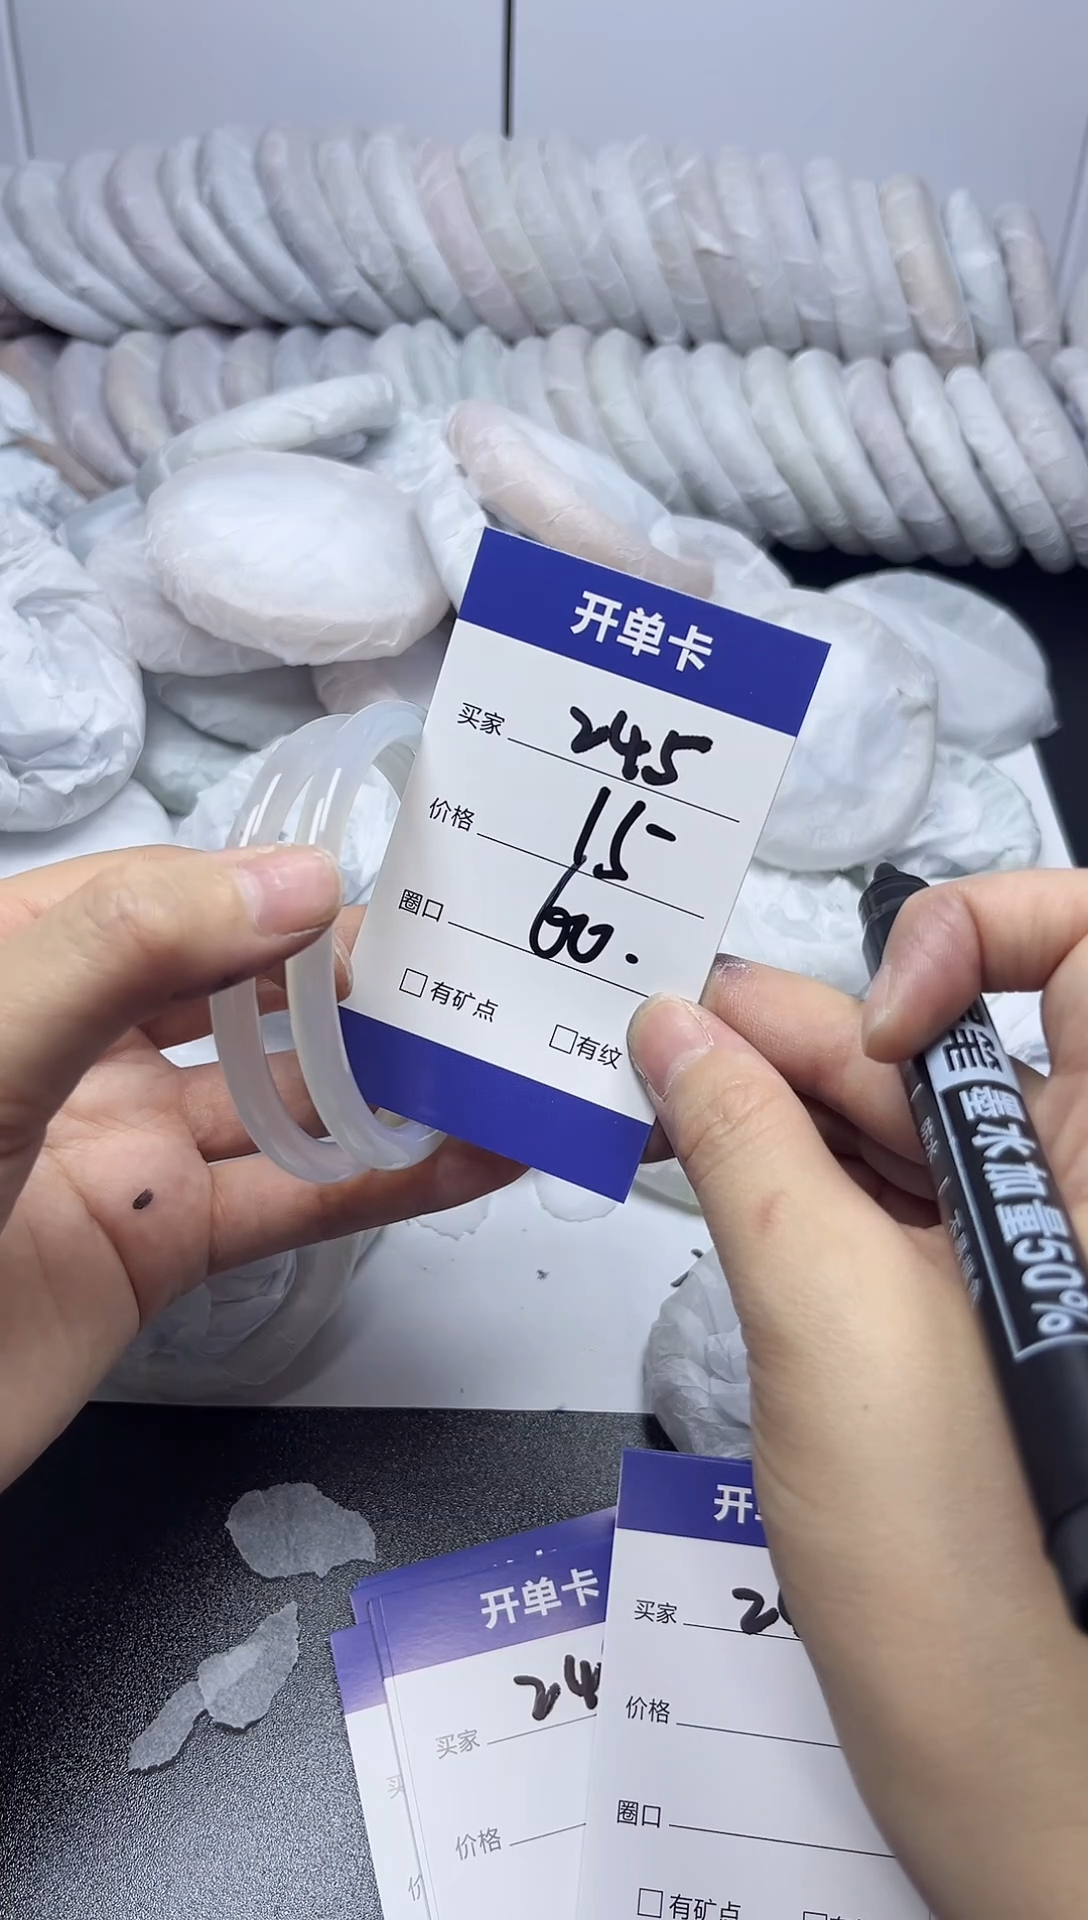 开单卡
买家 245
价格 15-
圈口 60.
□有矿点 □有纹
墨水加量50%
开单卡
买家 24
价格
开
买家 2
价格
圈口
□有矿点